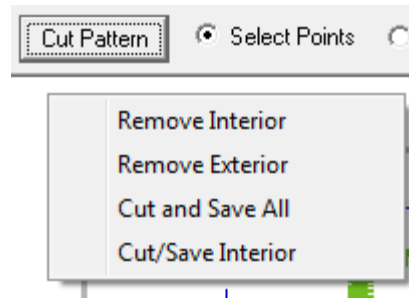 Cut Pattern Select Points
Remove Interior
Remove Exterior
Cut and Save All
Cut/Save Interior